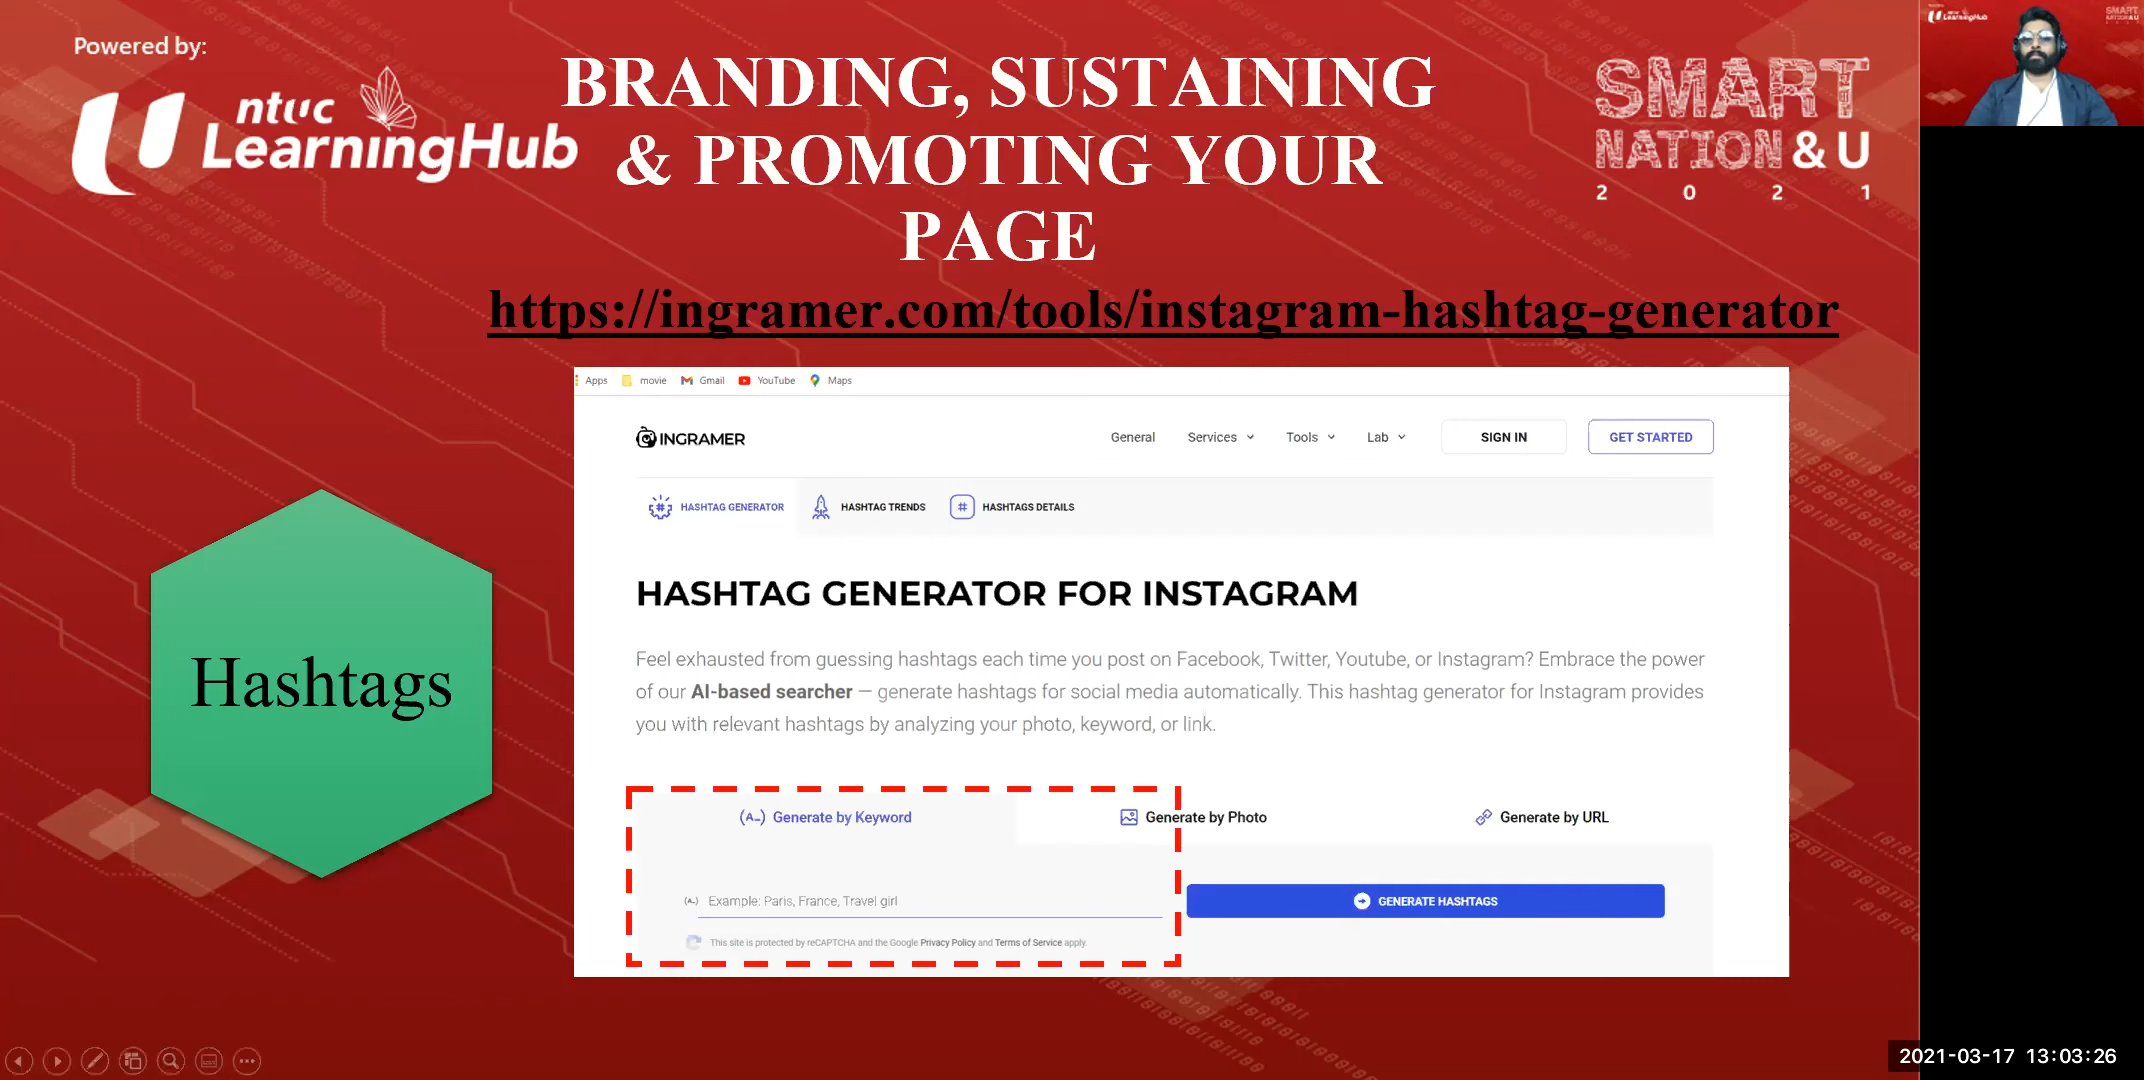 Powered by:
ntuc
LearningHub
BRANDING, SUSTAINING
& PROMOTING YOUR
PAGE
SMART
NATION & U
2 0 2 1
https://ingramer.com/tools/instagram-hashtag-generator
Apps movie Gmail YouTube Maps
INGRAMER General Services Tools Lab SIGN IN GET STARTED
HASHTAG GENERATOR HASHTAG TRENDS HASHTAGS DETAILS
HASHTAG GENERATOR FOR INSTAGRAM
Feel exhausted from guessing hashtags each time you post on Facebook, Twitter, Youtube, or Instagram? Embrace the power
of our AI-based searcher — generate hashtags for social media automatically. This hashtag generator for Instagram provides
you with relevant hashtags by analyzing your photo, keyword, or link.
Hashtags
Generate by Keyword Generate by Photo Generate by URL
Example: Paris, France, Travel girl GENERATE HASHTAGS
This site is protected by reCAPTCHA and the Google Privacy Policy and Terms of Service apply.
2021-03-17 13:03:26